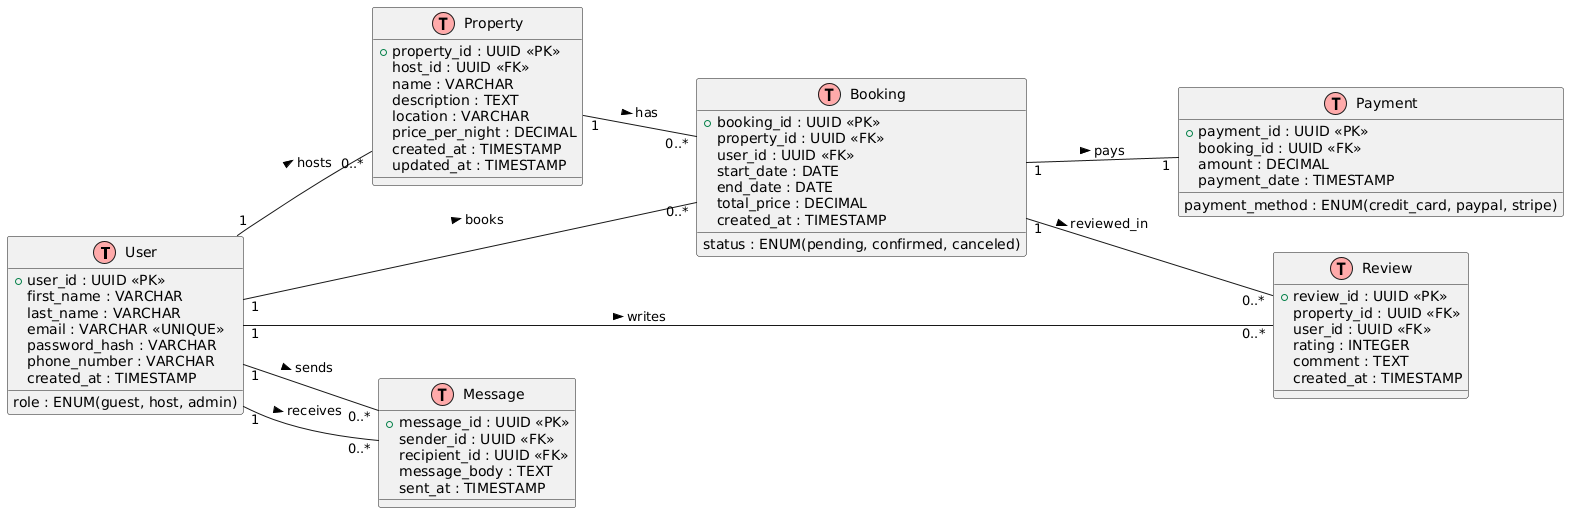 T Property
property_id : UUID «PK»
host_id : UUID «FK»
name : VARCHAR
description : TEXT
location : VARCHAR
price_per_night : DECIMAL
created_at : TIMESTAMP
updated_at : TIMESTAMP
T Booking
booking_id : UUID «PK»
property_id : UUID «FK»
user_id : UUID «FK»
start_date : DATE
end_date : DATE
total_price : DECIMAL
created_at : TIMESTAMP
status : ENUM(pending, confirmed, canceled)
T Payment
payment_id : UUID «PK»
booking_id : UUID «FK»
amount : DECIMAL
payment_date : TIMESTAMP
payment_method : ENUM(credit_card, paypal, stripe)
T User
user_id : UUID «PK»
first_name : VARCHAR
last_name : VARCHAR
email : VARCHAR «UNIQUE»
password_hash : VARCHAR
phone_number : VARCHAR
created_at : TIMESTAMP
role : ENUM(guest, host, admin)
T Message
message_id : UUID «PK»
sender_id : UUID «FK»
recipient_id : UUID «FK»
message_body : TEXT
sent_at : TIMESTAMP
T Review
review_id : UUID «PK»
property_id : UUID «FK»
user_id : UUID «FK»
rating : INTEGER
comment : TEXT
created_at : TIMESTAMP
hosts
1
0..*
has
1
0..*
books
1
0..*
pays
1
1
reviewed_in
1
0..*
writes
1
0..*
sends
1
0..*
receives
1
0..*